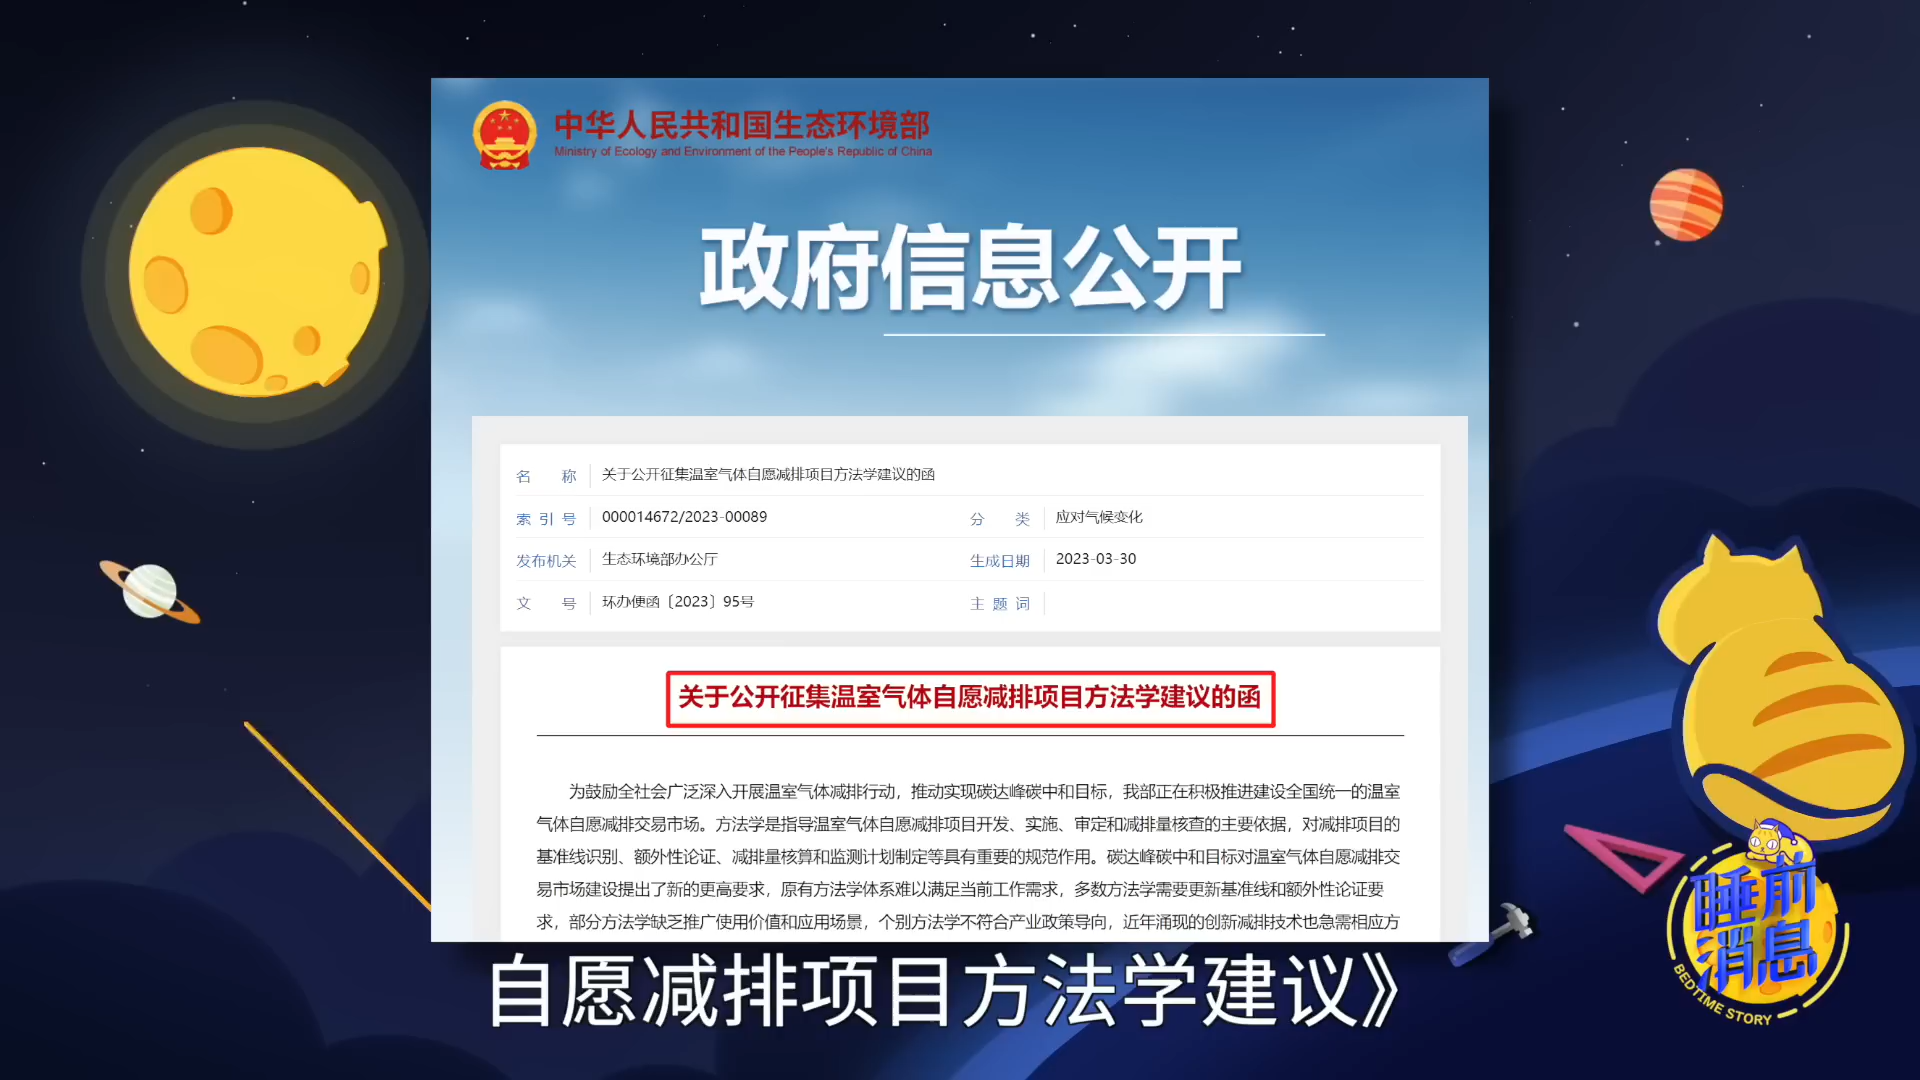 中华人民共和国生态环境部
Ministry of Ecology and Environment of the People's Republic of China
政府信息公开
名 称 关于公开征集温室气体自愿减排项目方法学建议的函
索引号 000014672/2023-00089 分 类 应对气候变化
发布机关 生态环境部办公厅 生成日期 2023-03-30
文 号 环办便函〔2023〕95号 主题词
关于公开征集温室气体自愿减排项目方法学建议的函
为鼓励全社会广泛深入开展温室气体减排行动，推动实现碳达峰碳中和目标，我部正在积极推进建设全国统一的温室
气体自愿减排交易市场。方法学是指导温室气体自愿减排项目开发、实施、审定和减排量核查的主要依据，对减排项目的
基准线识别、额外性论证、减排量核算和监测计划制定等具有重要的规范作用。碳达峰碳中和目标对温室气体自愿减排交
易市场建设提出了新的更高要求，原有方法学体系难以满足当前工作需求，多数方法学需要更新基准线和额外性论证要
求，部分方法学缺乏推广使用价值和应用场景，个别方法学不符合产业政策导向，近年涌现的创新减排技术也急需相应方
自愿减排项目方法学建议》
睡前
消息
BEDTIME STORY